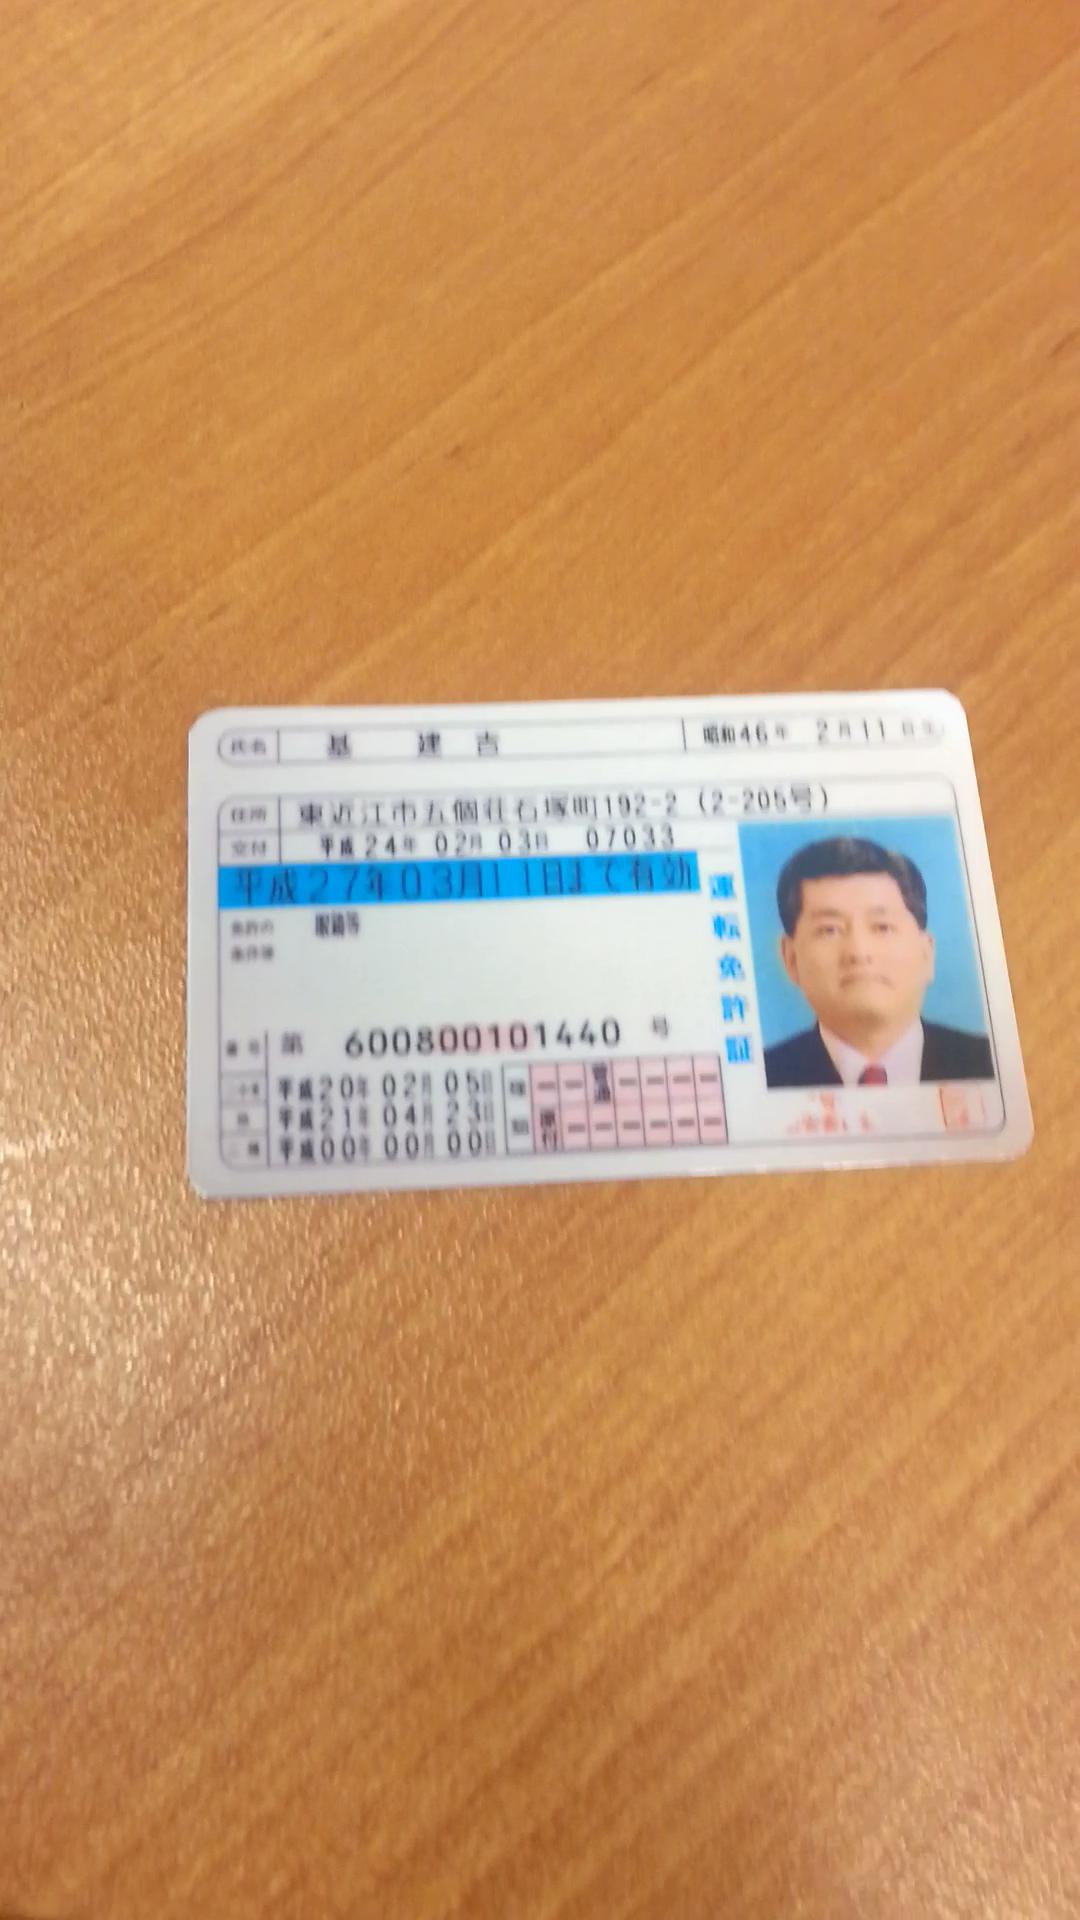 氏名 基 建吉 昭和46年 2月11日生
住所 東近江市五個荘石塚町192-2 (2-205号)
交付 平成24年 02月 03日 07033
平成27年03月11日まで有効
免許の 眼鏡等
条件等
番号 第 600800101440 号
平成20年 02月 05日
他 平成21年 04月 23日
二種 平成00年 00月 00日
種類 普通 原付
運転免許証